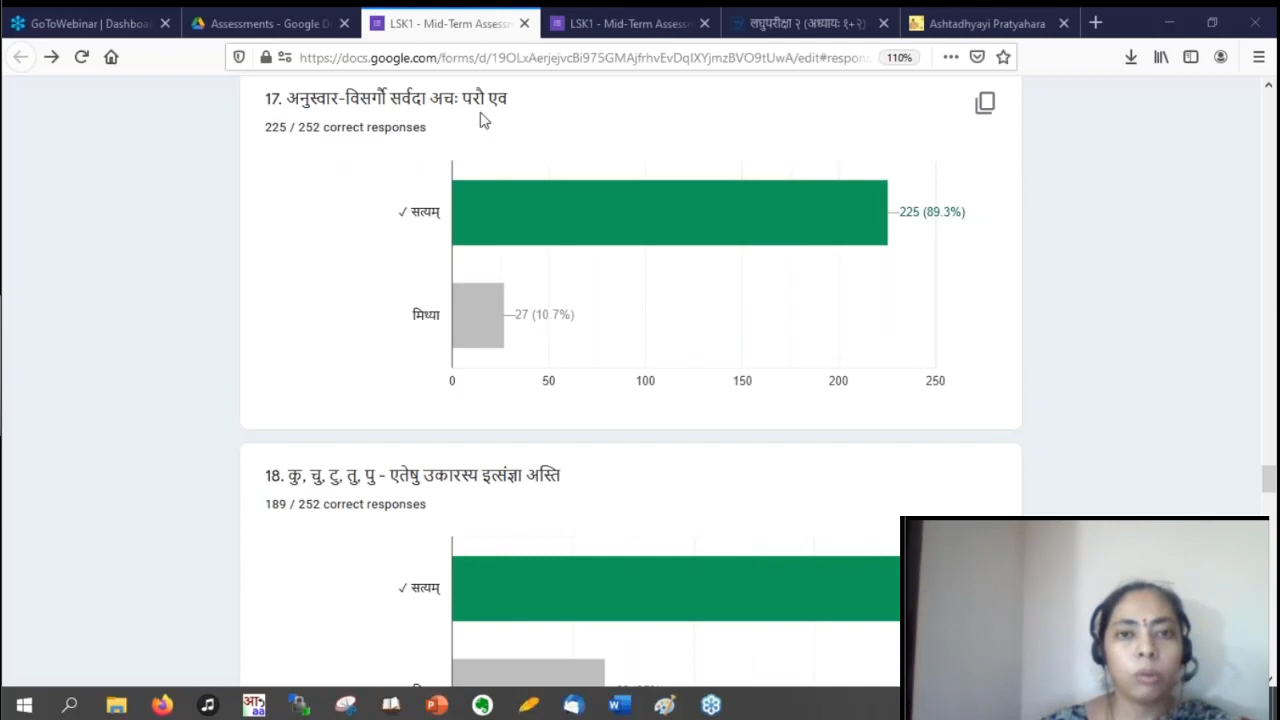 GoToWebinar | Dashboa
Assessments - Google D
LSK1 - Mid-Term Assessm
LSK1 - Mid-Term Assessm
लघुपरीक्षा २ (अध्यायः १+२)
Ashtadhyayi Pratyahara
https://docs.google.com/forms/d/19OLxAerjejvcBi975GMAjfrhvEvDqIXYjmzBVO9tUwA/edit#respon
110%
17. अनुस्वार-विसर्गौ सर्वदा अचः परौ एव
225 / 252 correct responses
✓ सत्यम्
225 (89.3%)
मिथ्या
27 (10.7%)
0 50 100 150 200 250
18. कु, चु, टु, तु, पु - एतेषु उकारस्य इत्संज्ञा अस्ति
189 / 252 correct responses
✓ सत्यम्